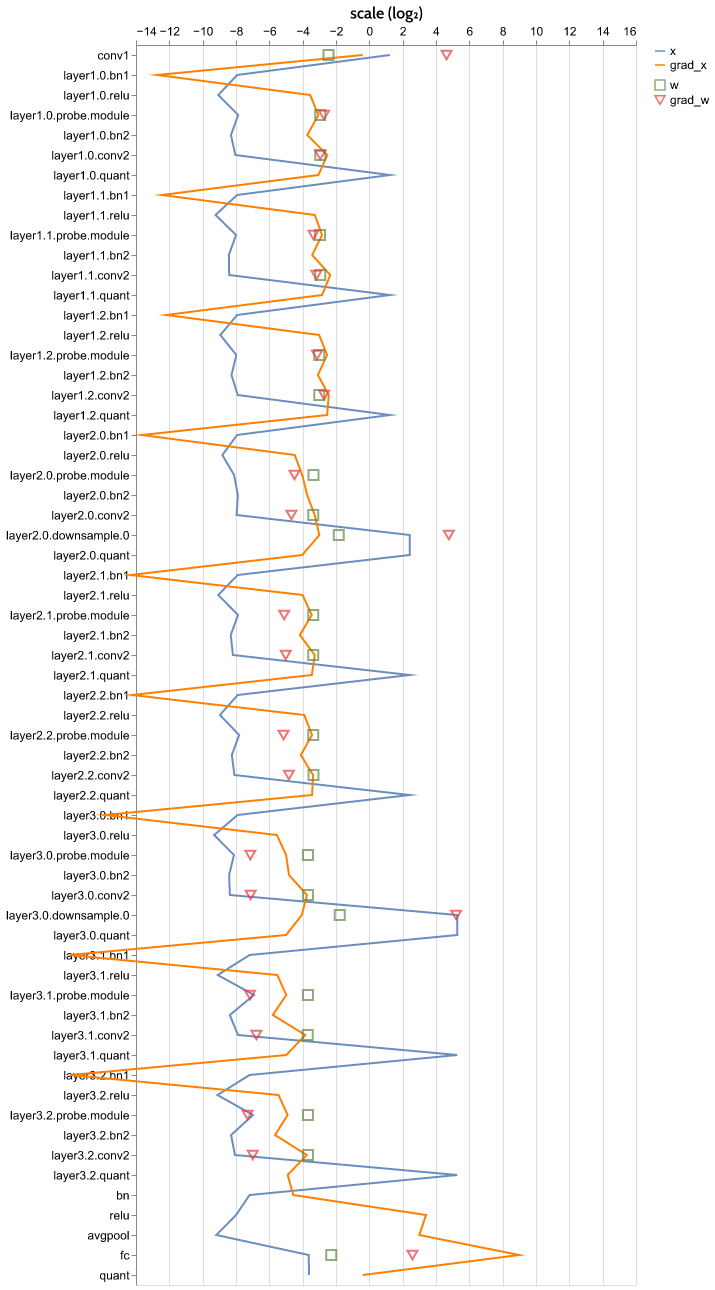 scale (log₂)
−14 −12 −10 −8 −6 −4 −2 0 2 4 6 8 10 12 14 16
x
grad_x
w
grad_w
conv1
layer1.0.bn1
layer1.0.relu
layer1.0.probe.module
layer1.0.bn2
layer1.0.conv2
layer1.0.quant
layer1.1.bn1
layer1.1.relu
layer1.1.probe.module
layer1.1.bn2
layer1.1.conv2
layer1.1.quant
layer1.2.bn1
layer1.2.relu
layer1.2.probe.module
layer1.2.bn2
layer1.2.conv2
layer1.2.quant
layer2.0.bn1
layer2.0.relu
layer2.0.probe.module
layer2.0.bn2
layer2.0.conv2
layer2.0.downsample.0
layer2.0.quant
layer2.1.bn1
layer2.1.relu
layer2.1.probe.module
layer2.1.bn2
layer2.1.conv2
layer2.1.quant
layer2.2.bn1
layer2.2.relu
layer2.2.probe.module
layer2.2.bn2
layer2.2.conv2
layer2.2.quant
layer3.0.bn1
layer3.0.relu
layer3.0.probe.module
layer3.0.bn2
layer3.0.conv2
layer3.0.downsample.0
layer3.0.quant
layer3.1.bn1
layer3.1.relu
layer3.1.probe.module
layer3.1.bn2
layer3.1.conv2
layer3.1.quant
layer3.2.bn1
layer3.2.relu
layer3.2.probe.module
layer3.2.bn2
layer3.2.conv2
layer3.2.quant
bn
relu
avgpool
fc
quant